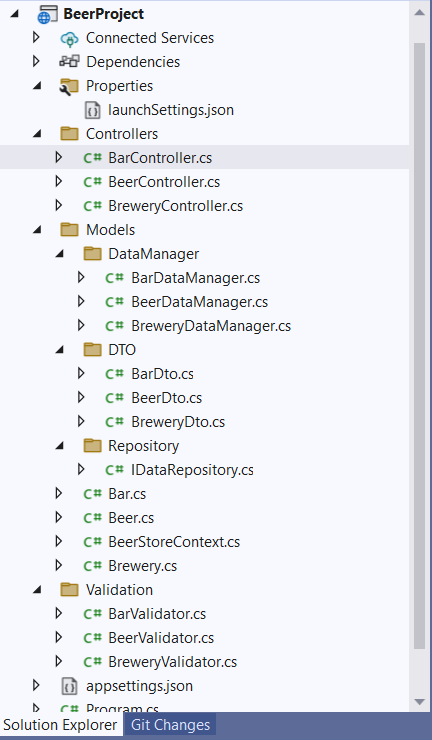 BeerProject
Connected Services
Dependencies
Properties
launchSettings.json
Controllers
C# BarController.cs
C# BeerController.cs
C# BreweryController.cs
Models
DataManager
C# BarDataManager.cs
C# BeerDataManager.cs
C# BreweryDataManager.cs
DTO
C# BarDto.cs
C# BeerDto.cs
C# BreweryDto.cs
Repository
C# IDataRepository.cs
C# Bar.cs
C# Beer.cs
C# BeerStoreContext.cs
C# Brewery.cs
Validation
C# BarValidator.cs
C# BeerValidator.cs
C# BreweryValidator.cs
appsettings.json
C# Program.cs
Solution Explorer Git Changes